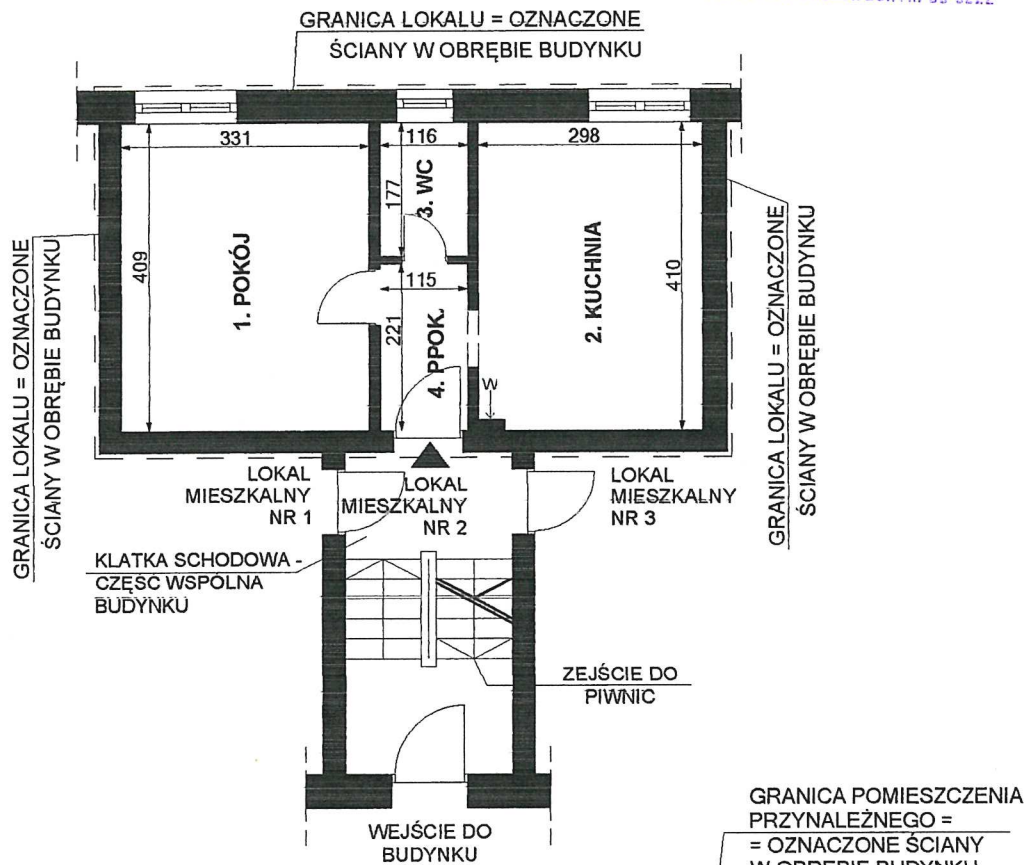 GRANICA LOKALU = OZNACZONE
ŚCIANY W OBRĘBIE BUDYNKU
331
116
298
177
3. WC
409
1. POKÓJ
115
2. KUCHNIA
410
221
4. PPOK.
W
GRANICA LOKALU = OZNACZONE
ŚCIANY W OBRĘBIE BUDYNKU
GRANICA LOKALU = OZNACZONE
ŚCIANY W OBRĘBIE BUDYNKU
LOKAL
MIESZKALNY
NR 1
LOKAL
MIESZKALNY
NR 2
LOKAL
MIESZKALNY
NR 3
KLATKA SCHODOWA -
CZĘŚĆ WSPÓLNA
BUDYNKU
ZEJŚCIE DO
PIWNIC
WEJŚCIE DO
BUDYNKU
GRANICA POMIESZCZENIA
PRZYNALEŻNEGO =
= OZNACZONE ŚCIANY
W OBRĘBIE BUDYNKU